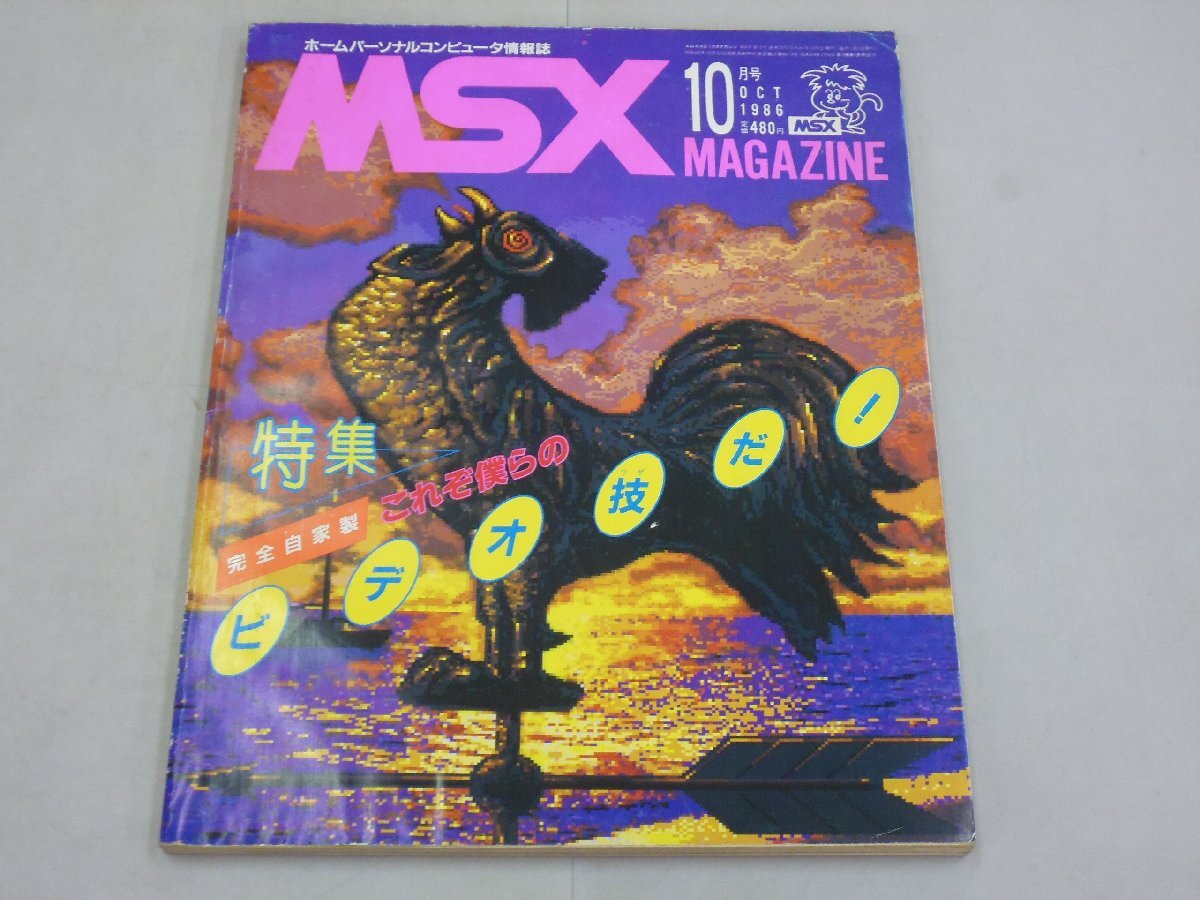 ホームパーソナルコンピュータ情報誌
MSX
MAGAZINE
10月号
OCT
1986
定価480円
MSX
特集
完全自家製
これぞ僕らの
ワザ
ビデオ技だ!